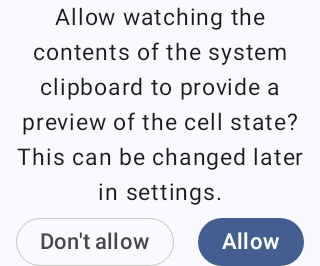 Allow watching the
contents of the system
clipboard to provide a
preview of the cell state?
This can be changed later
in settings.
Don't allow
Allow